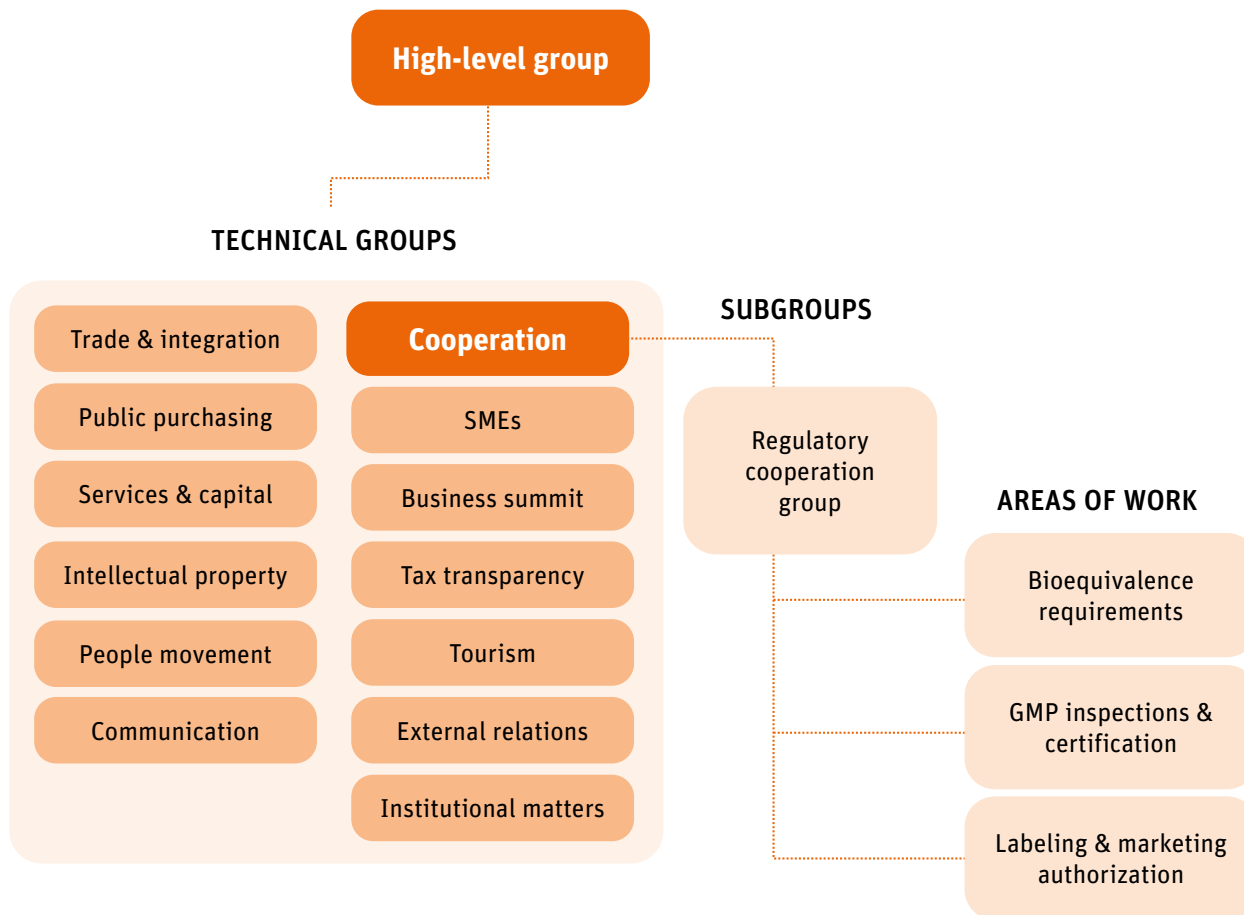 High-level group
TECHNICAL GROUPS
Trade & integration
Public purchasing
Services & capital
Intellectual property
People movement
Communication
Cooperation
SMEs
Business summit
Tax transparency
Tourism
External relations
Institutional matters
SUBGROUPS
Regulatory
cooperation
group
AREAS OF WORK
Bioequivalence
requirements
GMP inspections &
certification
Labeling & marketing
authorization